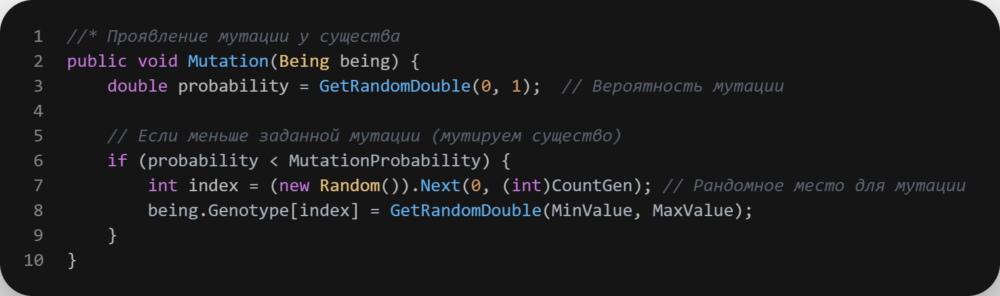 1 //* Проявление мутации у существа
2 public void Mutation(Being being) {
3     double probability = GetRandomDouble(0, 1);  // Вероятность мутации
4
5     // Если меньше заданной мутации (мутируем существо)
6     if (probability < MutationProbability) {
7         int index = (new Random()).Next(0, (int)CountGen); // Рандомное место для мутации
8         being.Genotype[index] = GetRandomDouble(MinValue, MaxValue);
9     }
10 }